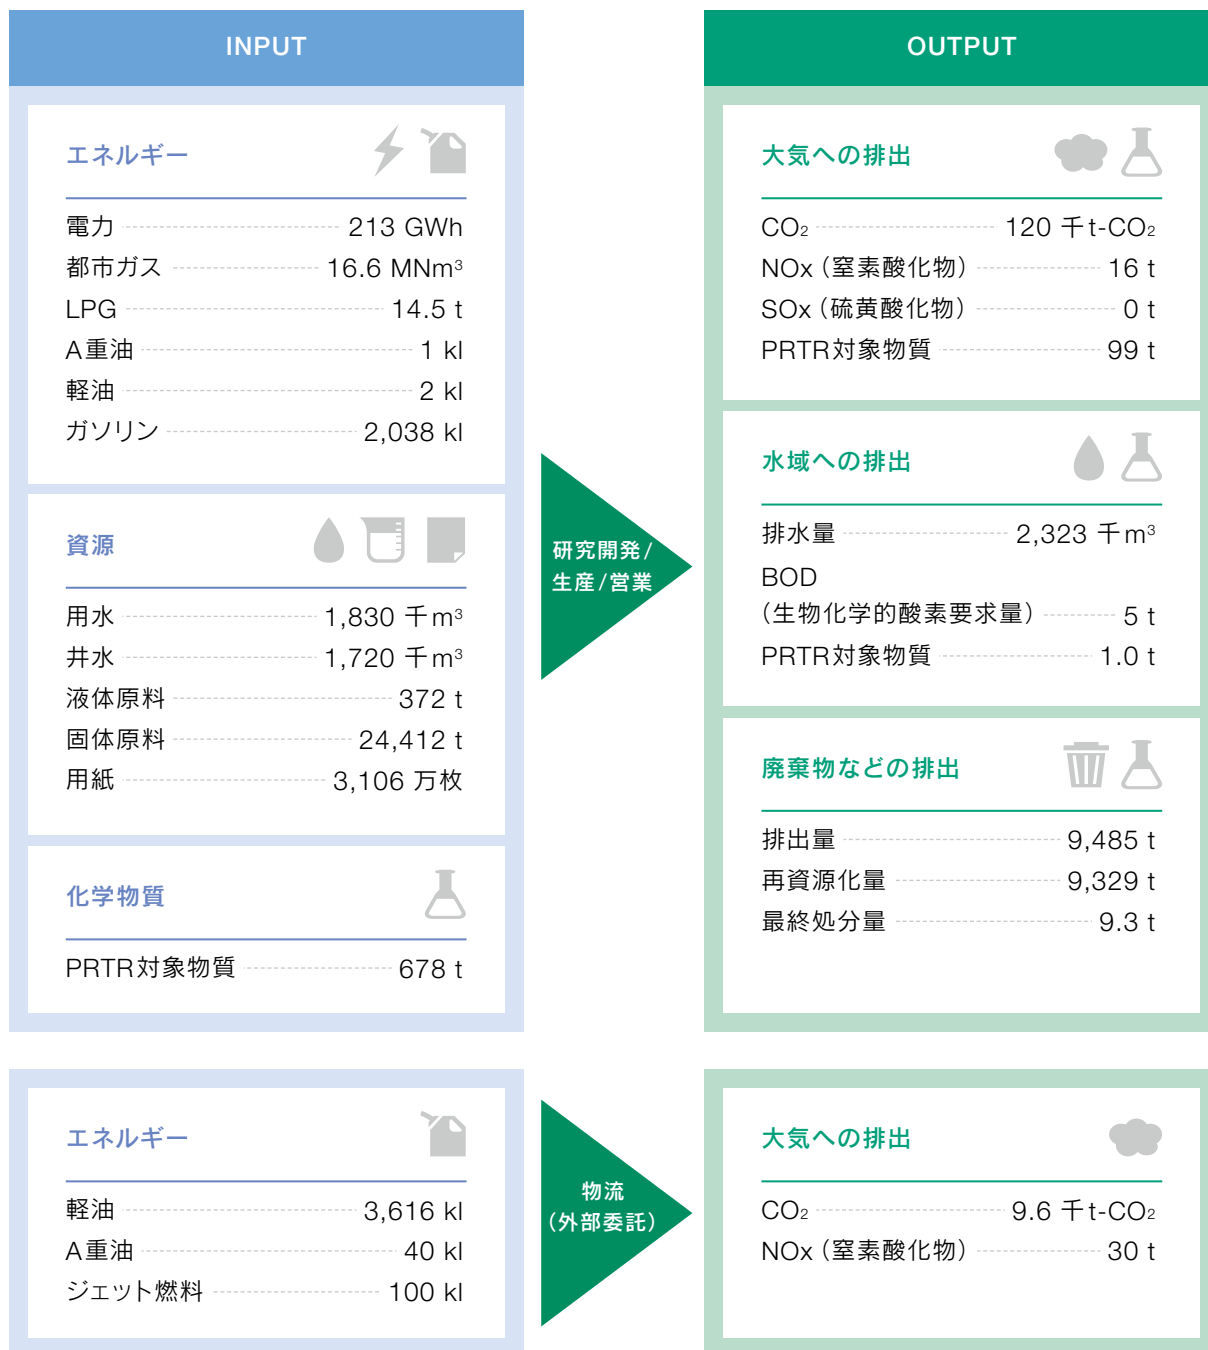 INPUT
エネルギー
電力 213 GWh
都市ガス 16.6 MNm³
LPG 14.5 t
A重油 1 kl
軽油 2 kl
ガソリン 2,038 kl
資源
用水 1,830 千m³
井水 1,720 千m³
液体原料 372 t
固体原料 24,412 t
用紙 3,106 万枚
化学物質
PRTR対象物質 678 t
研究開発/
生産/営業
OUTPUT
大気への排出
CO₂ 120 千t-CO₂
NOx（窒素酸化物） 16 t
SOx（硫黄酸化物） 0 t
PRTR対象物質 99 t
水域への排出
排水量 2,323 千m³
BOD
（生物化学的酸素要求量） 5 t
PRTR対象物質 1.0 t
廃棄物などの排出
排出量 9,485 t
再資源化量 9,329 t
最終処分量 9.3 t
エネルギー
軽油 3,616 kl
A重油 40 kl
ジェット燃料 100 kl
物流
（外部委託）
大気への排出
CO₂ 9.6 千t-CO₂
NOx（窒素酸化物） 30 t